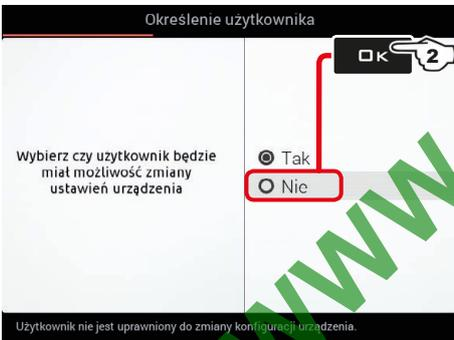 Określenie użytkownika
OK
2
Wybierz czy użytkownik będzie
miał możliwość zmiany
ustawień urządzenia
Tak
Nie
Użytkownik nie jest uprawniony do zmiany konfiguracji urządzenia.
WWW